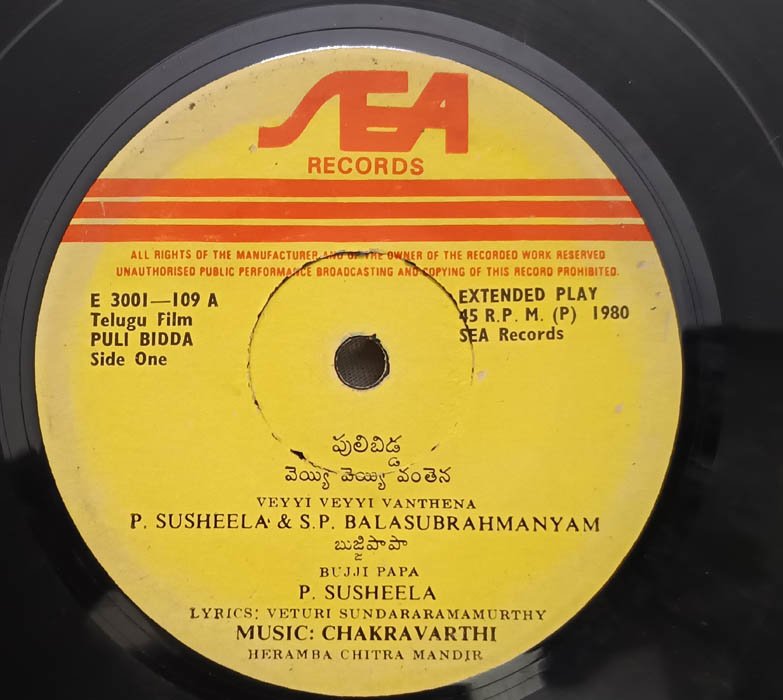 SEA
RECORDS
ALL RIGHTS OF THE MANUFACTURER AND OF THE OWNER OF THE RECORDED WORK RESERVED
UNAUTHORISED PUBLIC PERFORMANCE BROADCASTING AND COPYING OF THIS RECORD PROHIBITED.
E 3001—109 A
Telugu Film
PULI BIDDA
Side One
EXTENDED PLAY
45 R.P.M. (P) 1980
SEA Records
పులిబిడ్డ
వెయ్యి వెయ్యి వంతెన
VEYYI VEYYI VANTHENA
P. SUSHEELA & S.P. BALASUBRAHMANYAM
బుజ్జిపాపా
BUJJI PAPA
P. SUSHEELA
LYRICS: VETURI SUNDARARAMAMURTHY
MUSIC: CHAKRAVARTHI
HERAMBA CHITRA MANDIR